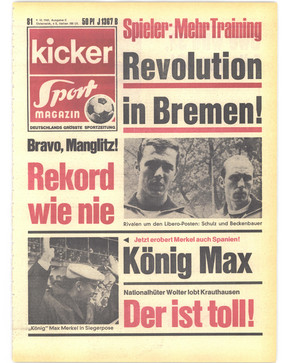 81
50 Pf J 1367 B
Spieler: Mehr Training
kicker
Sport
MAGAZIN
DEUTSCHLANDS GRÖSSTE SPORTZEITUNG
Revolution
in Bremen!
Bravo, Manglitz!
Rekord
wie nie
Rivalen um den Libero-Posten: Schulz und Beckenbauer
Jetzt erobert Merkel auch Spanien!
König Max
Nationalhüter Wolter lobt Krauthausen
Der ist toll!
„König" Max Merkel in Siegerpose